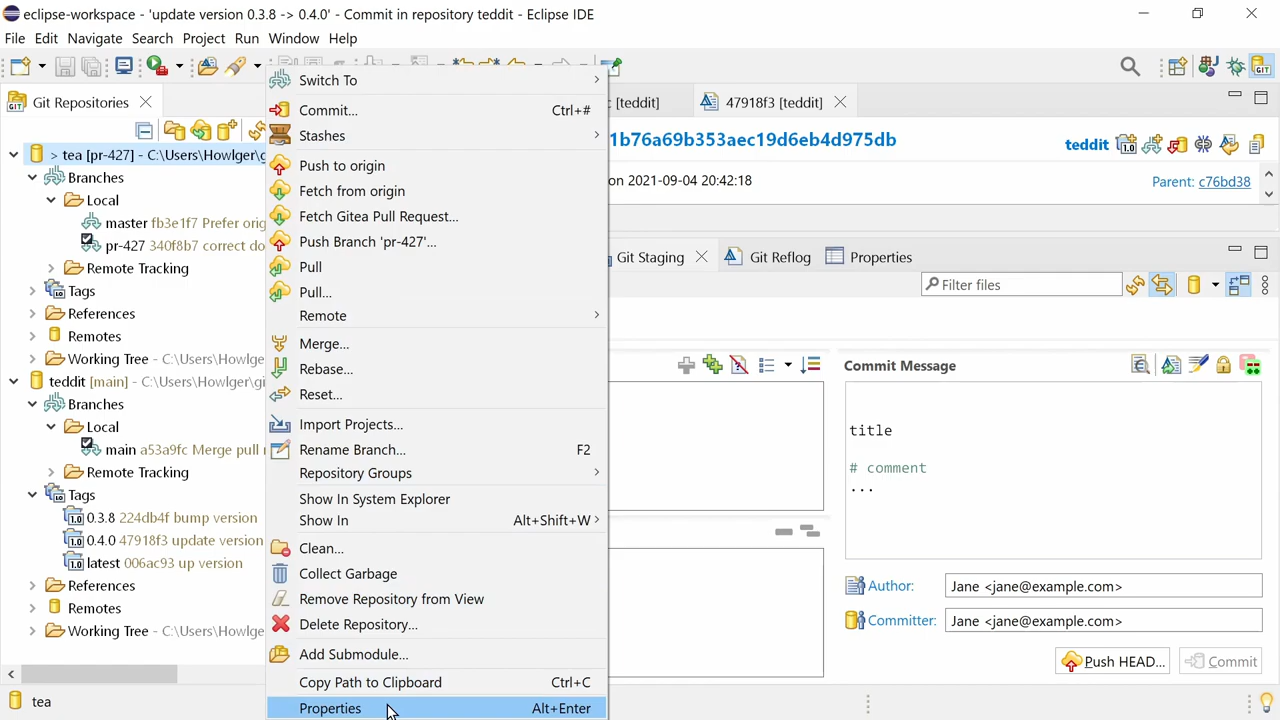 eclipse-workspace - 'update version 0.3.8 -> 0.4.0' - Commit in repository teddit - Eclipse IDE
File Edit Navigate Search Project Run Window Help
Git Repositories
> tea [pr-427] - C:\Users\Howlger\g
Branches
Local
master fb3e1f7 Prefer orig
pr-427 340f8b7 correct do
Remote Tracking
Tags
References
Remotes
Working Tree - C:\Users\Howlge
teddit [main] - C:\Users\Howlger\gi
Branches
Local
main a53a9fc Merge pull r
Remote Tracking
Tags
0.3.8 224db4f bump version
0.4.0 47918f3 update version
latest 006ac93 up version
References
Remotes
Working Tree - C:\Users\Howlge
tea
Switch To
Commit... Ctrl+#
Stashes
Push to origin
Fetch from origin
Fetch Gitea Pull Request...
Push Branch 'pr-427'...
Pull
Pull...
Remote
Merge...
Rebase...
Reset...
Import Projects...
Rename Branch... F2
Repository Groups
Show In System Explorer
Show In Alt+Shift+W
Clean...
Collect Garbage
Remove Repository from View
Delete Repository...
Add Submodule...
Copy Path to Clipboard Ctrl+C
Properties Alt+Enter
[teddit] 47918f3 [teddit]
1b76a69b353aec19d6eb4d975db teddit
on 2021-09-04 20:42:18 Parent: c76bd38
Git Staging Git Reflog Properties
Filter files
Commit Message
title
# comment
...
Author: Jane <jane@example.com>
Committer: Jane <jane@example.com>
Push HEAD... Commit